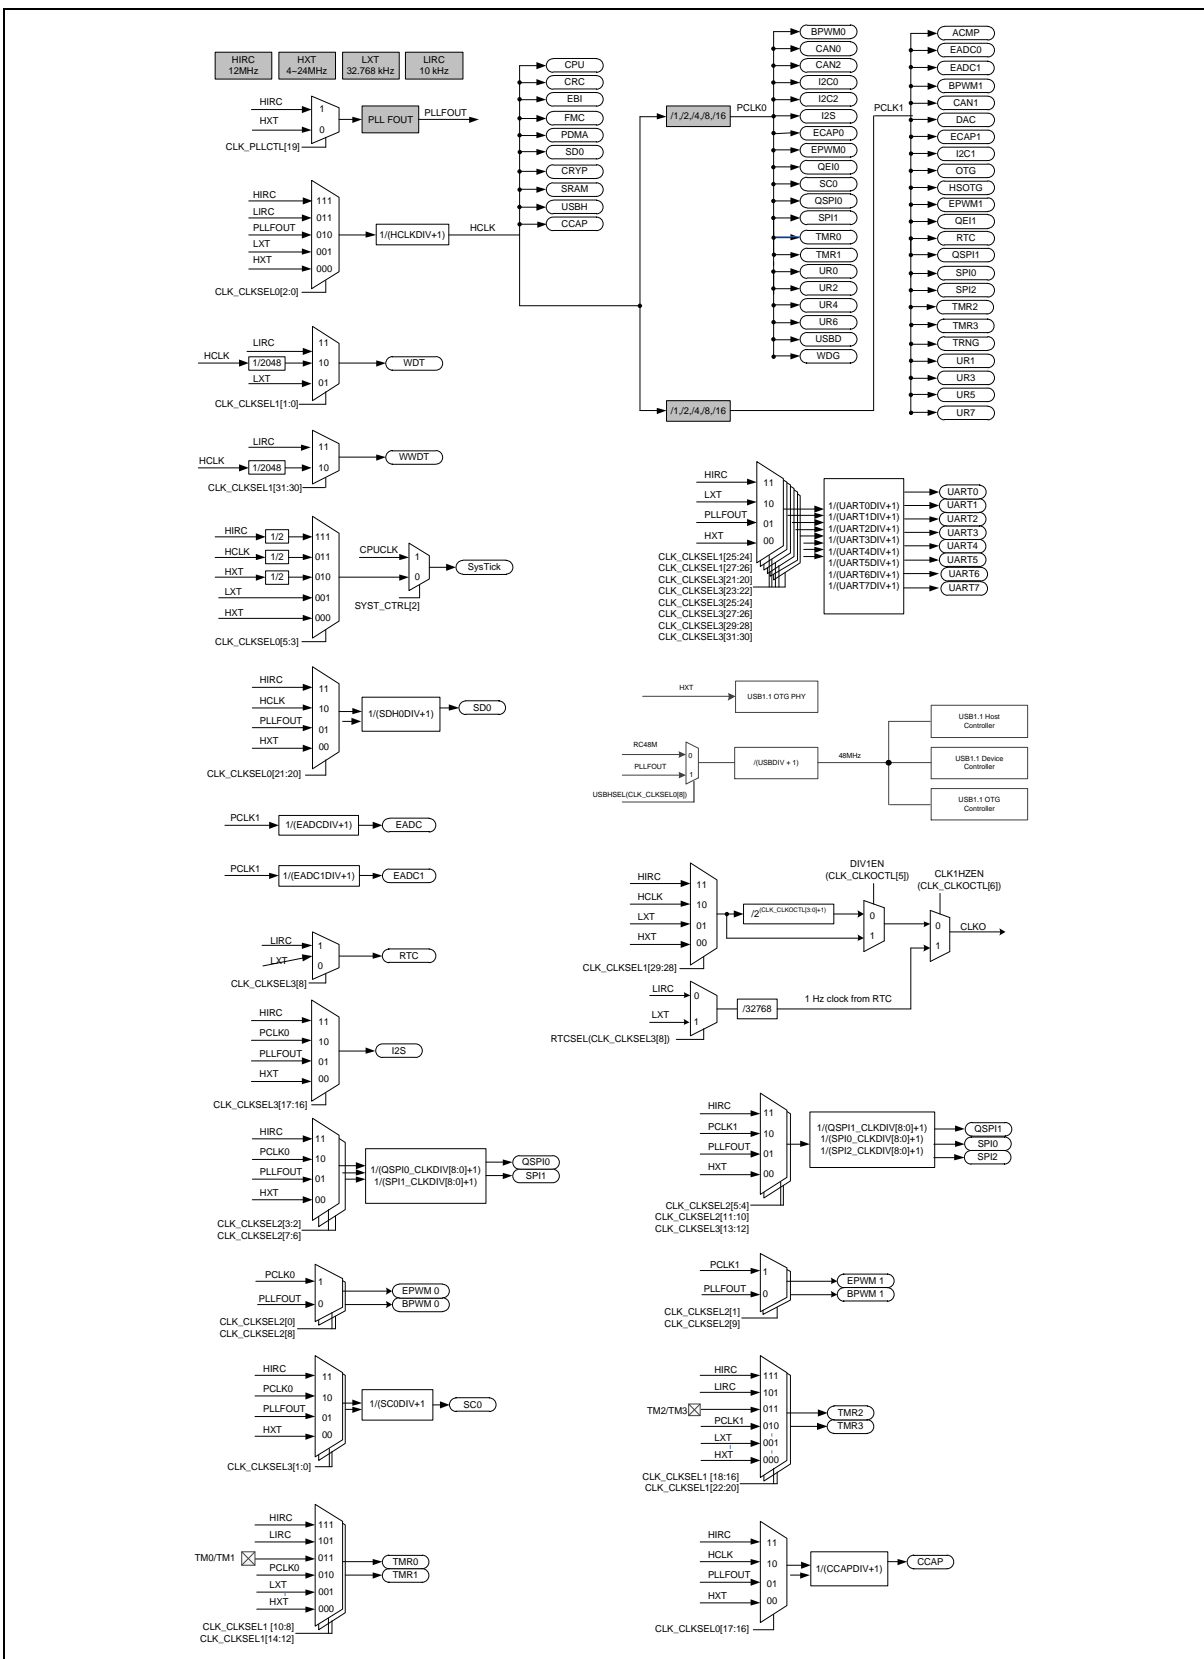 HIRC
12MHz
HXT
4~24MHz
LXT
32.768 kHz
LIRC
10 kHz
HIRC
HXT
1
0
PLL FOUT
PLLFOUT
CLK_PLLCTL[19]
HIRC
LIRC
PLLFOUT
LXT
HXT
111
011
010
001
000
1/(HCLKDIV+1)
HCLK
CLK_CLKSEL0[2:0]
CPU
CRC
EBI
FMC
PDMA
SD0
CRYP
SRAM
USBH
CCAP
/1,/2,/4,/8,/16
PCLK0
BPWM0
CAN0
CAN2
I2C0
I2C2
I2S
ECAP0
EPWM0
QEI0
SC0
QSPI0
SPI1
TMR0
TMR1
UR0
UR2
UR4
UR6
USBD
WDG
/1,/2,/4,/8,/16
PCLK1
ACMP
EADC0
EADC1
BPWM1
CAN1
DAC
ECAP1
I2C1
OTG
HSOTG
EPWM1
QEI1
RTC
QSPI1
SPI0
SPI2
TMR2
TMR3
TRNG
UR1
UR3
UR5
UR7
LIRC
HCLK
1/2048
LXT
11
10
01
WDT
CLK_CLKSEL1[1:0]
LIRC
HCLK
1/2048
11
10
WWDT
CLK_CLKSEL1[31:30]
HIRC
1/2
HCLK
1/2
HXT
1/2
LXT
HXT
111
011
010
001
000
CPUCLK
1
0
SysTick
SYST_CTRL[2]
CLK_CLKSEL0[5:3]
HIRC
LXT
PLLFOUT
HXT
11
10
01
00
CLK_CLKSEL1[25:24]
CLK_CLKSEL1[27:26]
CLK_CLKSEL3[21:20]
CLK_CLKSEL3[23:22]
CLK_CLKSEL3[25:24]
CLK_CLKSEL3[27:26]
CLK_CLKSEL3[29:28]
CLK_CLKSEL3[31:30]
1/(UART0DIV+1)
1/(UART1DIV+1)
1/(UART2DIV+1)
1/(UART3DIV+1)
1/(UART4DIV+1)
1/(UART5DIV+1)
1/(UART6DIV+1)
1/(UART7DIV+1)
UART0
UART1
UART2
UART3
UART4
UART5
UART6
UART7
HIRC
HCLK
PLLFOUT
HXT
11
10
01
00
1/(SDH0DIV+1)
SD0
CLK_CLKSEL0[21:20]
HXT
USB1.1 OTG PHY
RC48M
PLLFOUT
0
1
USBHSEL(CLK_CLKSEL0[8])
/(USBDIV + 1)
48MHz
USB1.1 Host
Controller
USB1.1 Device
Controller
USB1.1 OTG
Controller
PCLK1
1/(EADCDIV+1)
EADC
PCLK1
1/(EADC1DIV+1)
EADC1
LIRC
LXT
1
0
RTC
CLK_CLKSEL3[8]
HIRC
HCLK
LXT
HXT
11
10
01
00
CLK_CLKSEL1[29:28]
/2(CLK_CLKOCTL[3:0]+1)
DIV1EN
(CLK_CLKOCTL[5])
0
1
CLK1HZEN
(CLK_CLKOCTL[6])
0
1
CLKO
LIRC
LXT
0
1
/32768
1 Hz clock from RTC
RTCSEL(CLK_CLKSEL3[8])
HIRC
PCLK0
PLLFOUT
HXT
11
10
01
00
I2S
CLK_CLKSEL3[17:16]
HIRC
PCLK0
PLLFOUT
HXT
11
10
01
00
1/(QSPI0_CLKDIV[8:0]+1)
1/(SPI1_CLKDIV[8:0]+1)
QSPI0
SPI1
CLK_CLKSEL2[3:2]
CLK_CLKSEL2[7:6]
HIRC
PCLK1
PLLFOUT
HXT
11
10
01
00
1/(QSPI1_CLKDIV[8:0]+1)
1/(SPI0_CLKDIV[8:0]+1)
1/(SPI2_CLKDIV[8:0]+1)
QSPI1
SPI0
SPI2
CLK_CLKSEL2[5:4]
CLK_CLKSEL2[11:10]
CLK_CLKSEL3[13:12]
PCLK0
PLLFOUT
1
0
EPWM 0
BPWM 0
CLK_CLKSEL2[0]
CLK_CLKSEL2[8]
PCLK1
PLLFOUT
1
0
EPWM 1
BPWM 1
CLK_CLKSEL2[1]
CLK_CLKSEL2[9]
HIRC
PCLK0
PLLFOUT
HXT
11
10
01
00
1/(SC0DIV+1
SC0
CLK_CLKSEL3[1:0]
HIRC
LIRC
TM2/TM3
PCLK1
LXT
HXT
111
101
011
010
001
000
TMR2
TMR3
CLK_CLKSEL1 [18:16]
CLK_CLKSEL1[22:20]
HIRC
LIRC
TM0/TM1
PCLK0
LXT
HXT
111
101
011
010
001
000
TMR0
TMR1
CLK_CLKSEL1 [10:8]
CLK_CLKSEL1[14:12]
HIRC
HCLK
PLLFOUT
HXT
11
10
01
00
1/(CCAPDIV+1)
CCAP
CLK_CLKSEL0[17:16]